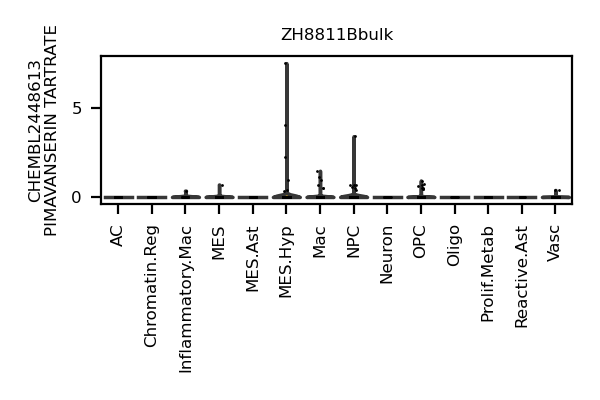 ZH8811Bbulk
CHEMBL2448613
PIMAVANSERIN TARTRATE
5
0
AC
Chromatin.Reg
Inflammatory.Mac
MES
MES.Ast
MES.Hyp
Mac
NPC
Neuron
OPC
Oligo
Prolif.Metab
Reactive.Ast
Vasc